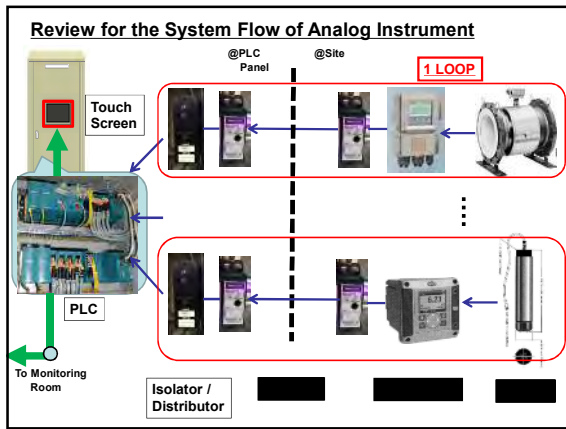 Review for the System Flow of Analog Instrument
@PLC
Panel
@Site
1 LOOP
Touch
Screen
PLC
To Monitoring
Room
Isolator /
Distributor